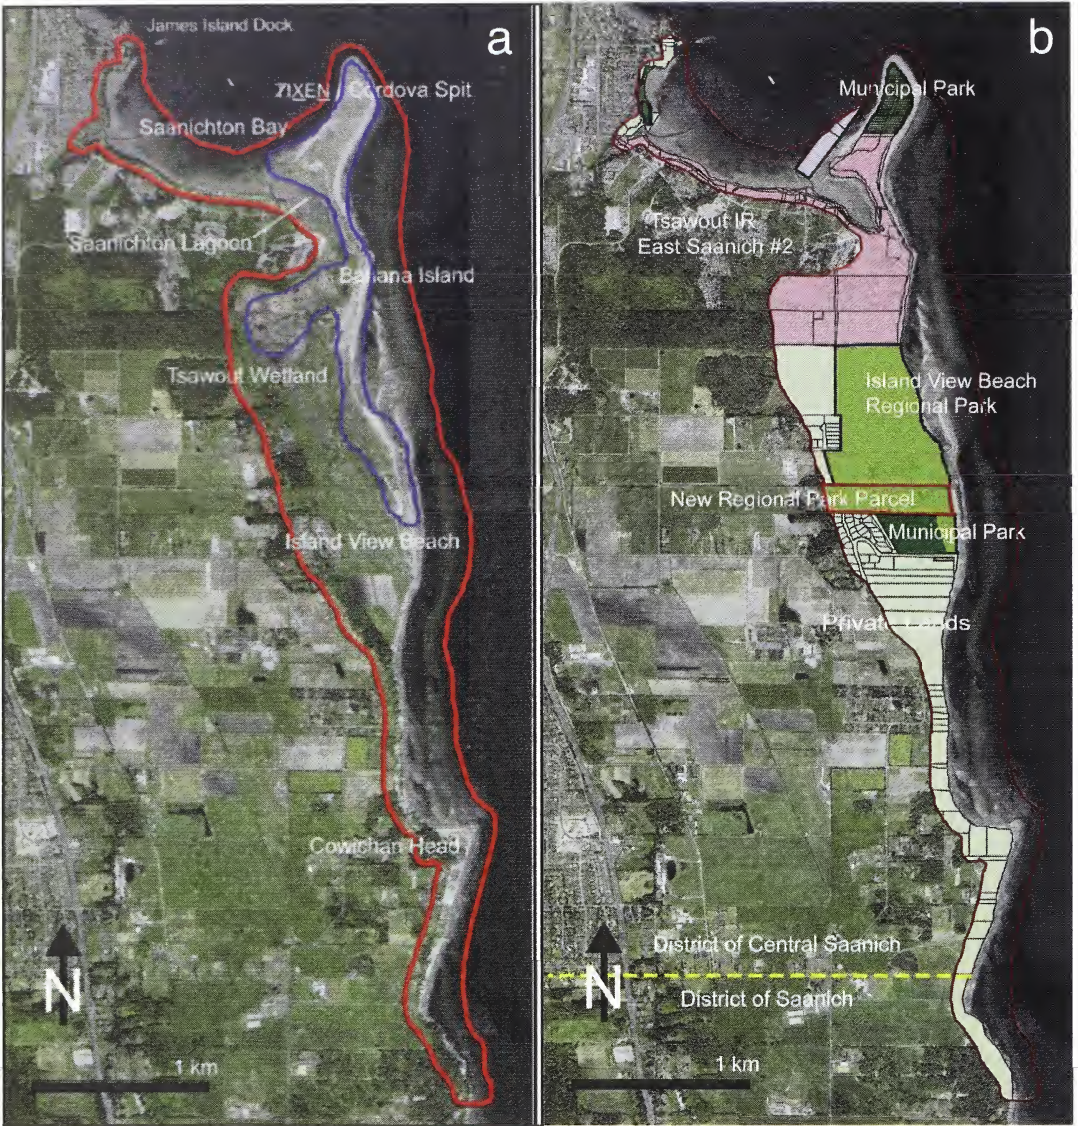 a
James Island Dock
ȾIX̱EṈ / Cordova Spit
Saanichton Bay
Saanichton Lagoon
Banana Island
Tsawout Wetland
Island View Beach
Cowichan Head
N
1 km
b
Municipal Park
Tsawout IR
East Saanich #2
Island View Beach
Regional Park
New Regional Park Parcel
Municipal Park
Private Lands
District of Central Saanich
District of Saanich
N
1 km